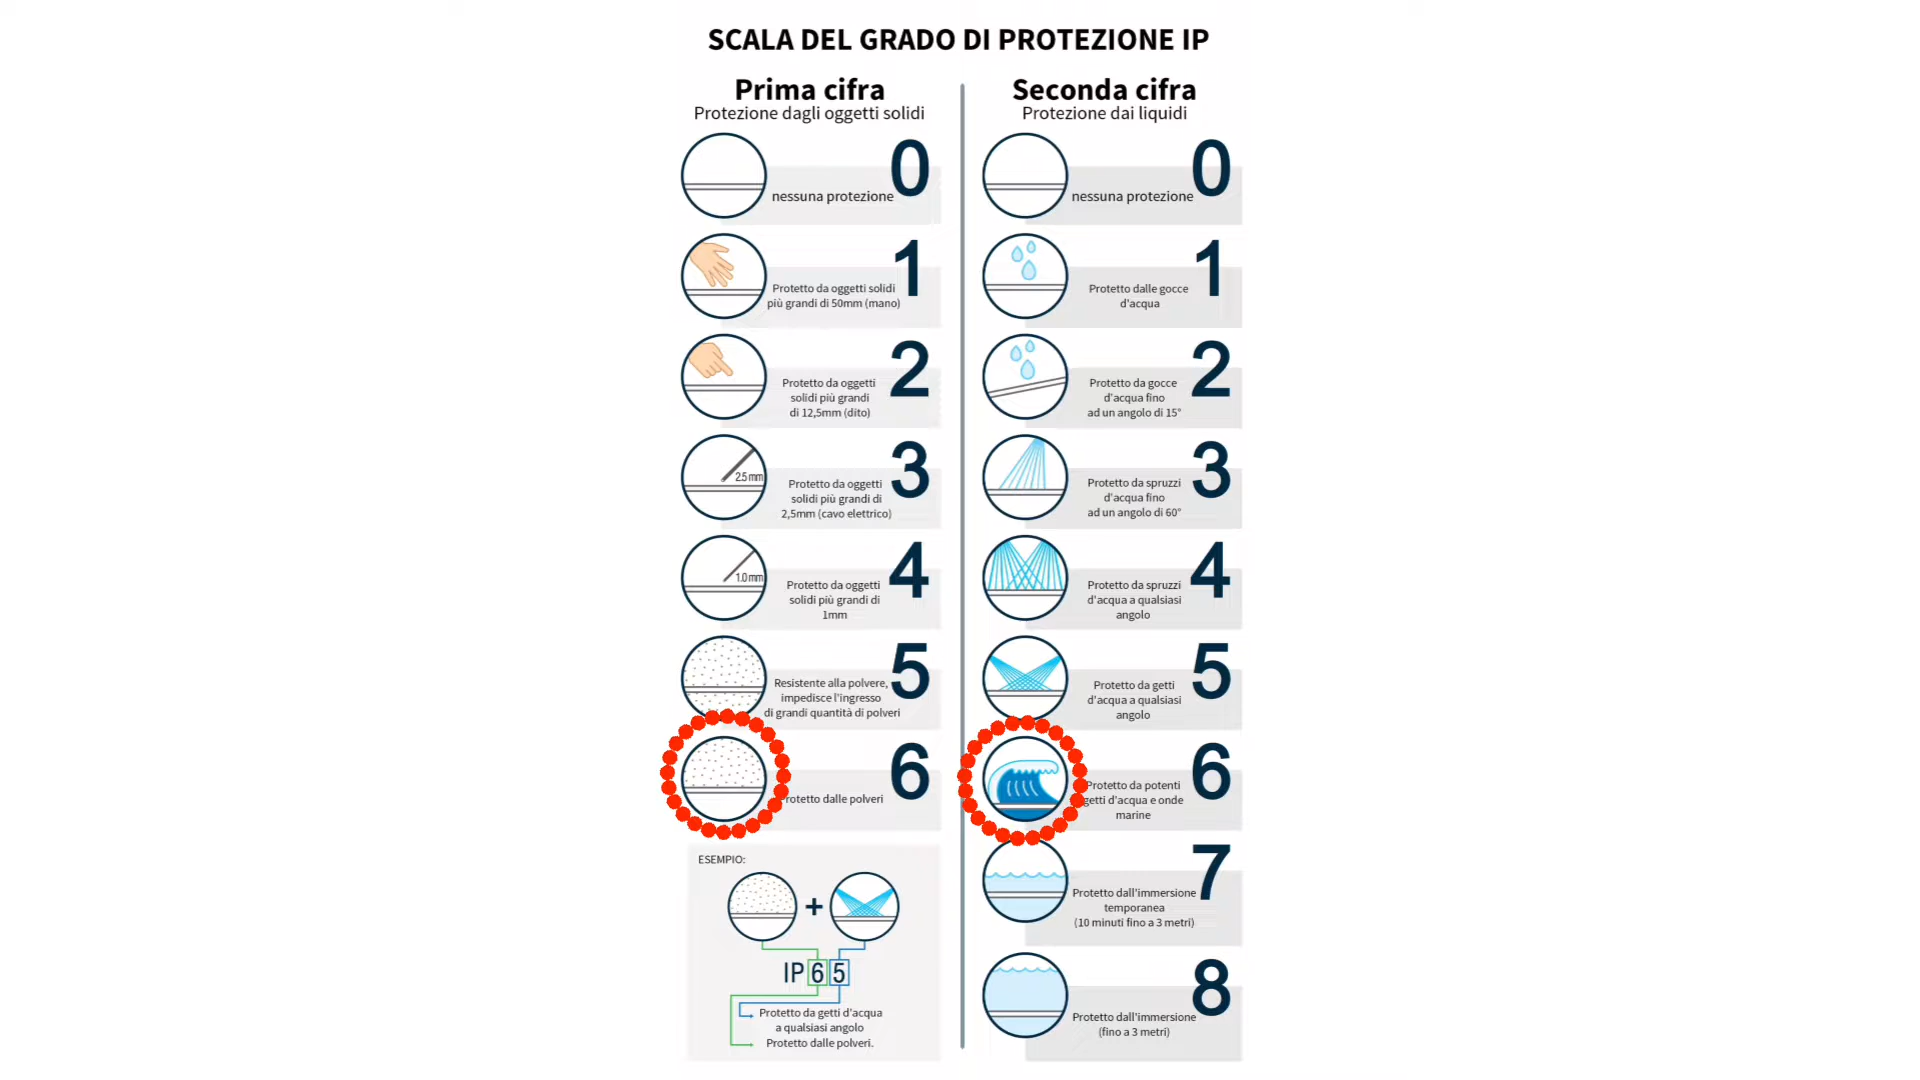 SCALA DEL GRADO DI PROTEZIONE IP
Prima cifra
Protezione dagli oggetti solidi
0
nessuna protezione
1
Protetto da oggetti solidi
più grandi di 50mm (mano)
2
Protetto da oggetti
solidi più grandi
di 12,5mm (dito)
2.5 mm
3
Protetto da oggetti
solidi più grandi di
2,5mm (cavo elettrico)
1.0 mm
4
Protetto da oggetti
solidi più grandi di
1mm
5
Resistente alla polvere,
impedisce l'ingresso
di grandi quantità di polveri
6
rotetto dalle polveri
ESEMPIO:
+
IP 6 5
Protetto da getti d'acqua
a qualsiasi angolo
Protetto dalle polveri.
Seconda cifra
Protezione dai liquidi
0
nessuna protezione
1
Protetto dalle gocce
d'acqua
2
Protetto da gocce
d'acqua fino
ad un angolo di 15°
3
Protetto da spruzzi
d'acqua fino
ad un angolo di 60°
4
Protetto da spruzzi
d'acqua a qualsiasi
angolo
5
Protetto da getti
d'acqua a qualsiasi
angolo
6
Protetto da potenti
getti d'acqua e onde
marine
7
Protetto dall'immersione
temporanea
(10 minuti fino a 3 metri)
8
Protetto dall'immersione
(fino a 3 metri)